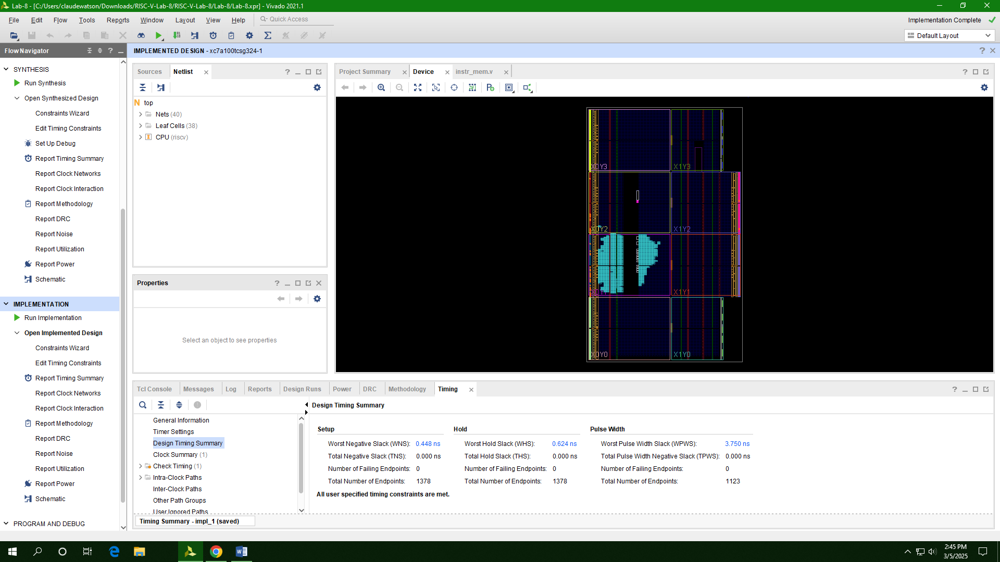 Lab-8 - [C:/Users/claudewatson/Downloads/RISC-V-Lab-8/RISC-V-Lab-8/Lab-8/Lab-8.xpr] - Vivado 2021.1
File Edit Flow Tools Reports Window Layout View Help Quick Access
Implementation Complete
Default Layout
Flow Navigator
IMPLEMENTED DESIGN - xc7a100tcsg324-1
SYNTHESIS
Run Synthesis
Open Synthesized Design
Constraints Wizard
Edit Timing Constraints
Set Up Debug
Report Timing Summary
Report Clock Networks
Report Clock Interaction
Report Methodology
Report DRC
Report Noise
Report Utilization
Report Power
Schematic
IMPLEMENTATION
Run Implementation
Open Implemented Design
Constraints Wizard
Edit Timing Constraints
Report Timing Summary
Report Clock Networks
Report Clock Interaction
Report Methodology
Report DRC
Report Noise
Report Utilization
Report Power
Schematic
PROGRAM AND DEBUG
Sources Netlist
N top
Nets (40)
Leaf Cells (38)
CPU (riscv)
Properties
Select an object to see properties
Project Summary Device instr_mem.v
X0Y3 X1Y3
X0Y2 X1Y2
X1Y1
X0Y0 X1Y0
Tcl Console Messages Log Reports Design Runs Power DRC Methodology Timing
General Information
Timer Settings
Design Timing Summary
Clock Summary (1)
Check Timing (1)
Intra-Clock Paths
Inter-Clock Paths
Other Path Groups
User Ignored Paths
Timing Summary - impl_1 (saved)
Design Timing Summary
Setup Hold Pulse Width
Worst Negative Slack (WNS): 0.448 ns Worst Hold Slack (WHS): 0.624 ns Worst Pulse Width Slack (WPWS): 3.750 ns
Total Negative Slack (TNS): 0.000 ns Total Hold Slack (THS): 0.000 ns Total Pulse Width Negative Slack (TPWS): 0.000 ns
Number of Failing Endpoints: 0 Number of Failing Endpoints: 0 Number of Failing Endpoints: 0
Total Number of Endpoints: 1378 Total Number of Endpoints: 1378 Total Number of Endpoints: 1123
All user specified timing constraints are met.
2:45 PM
3/5/2025